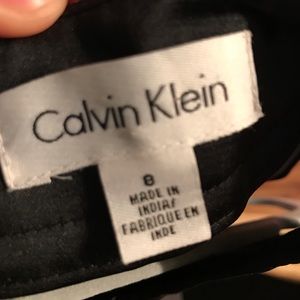 Calvin Klein
8
MADE IN
INDIA/
FABRIQUE EN
INDE